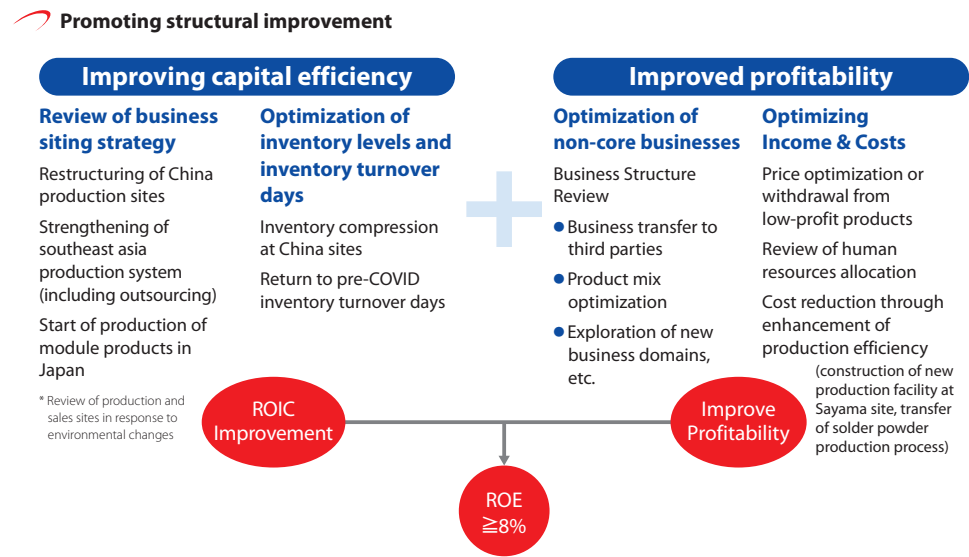 Promoting structural improvement
Improving capital efficiency
Review of business
siting strategy
Restructuring of China
production sites
Strengthening of
southeast asia
production system
(including outsourcing)
Start of production of
module products in
Japan
* Review of production and
sales sites in response to
environmental changes
Optimization of
inventory levels and
inventory turnover
days
Inventory compression
at China sites
Return to pre-COVID
inventory turnover days
Improved profitability
Optimization of
non-core businesses
Business Structure
Review
● Business transfer to
third parties
● Product mix
optimization
● Exploration of new
business domains,
etc.
Optimizing
Income & Costs
Price optimization or
withdrawal from
low-profit products
Review of human
resources allocation
Cost reduction through
enhancement of
production efficiency
(construction of new
production facility at
Sayama site, transfer
of solder powder
production process)
ROIC
Improvement
Improve
Profitability
ROE
≧8%